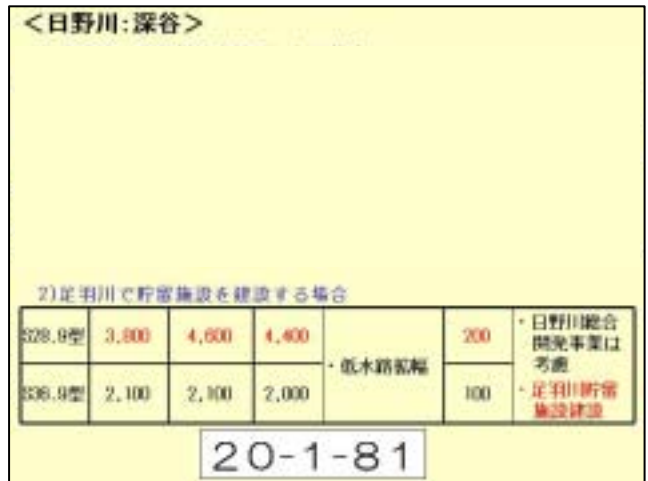 ＜日野川:深谷＞
2)足羽川で貯留施設を建設する場合
S28.9型 3,800 4,600 4,400 ・低水路拡幅 200 ・日野川総合
開発事業は
考慮
S36.9型 2,100 2,100 2,000 100 ・足羽川貯留
施設建設
20-1-81